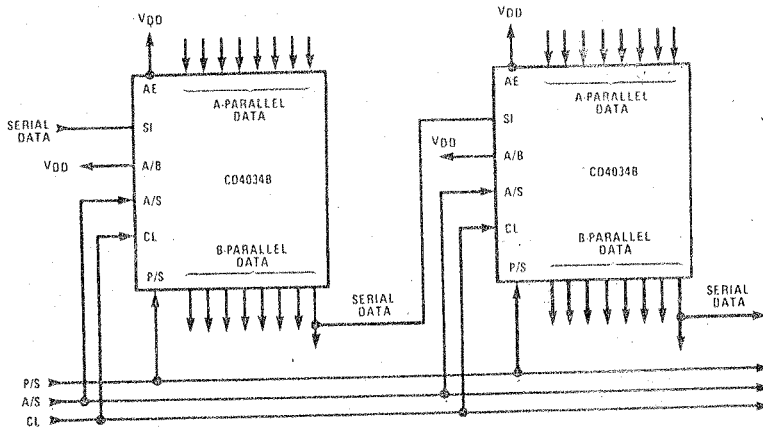 VDD
AE
A-PARALLEL
DATA
SERIAL
DATA
SI
VDD
A/B
CD4034B
A/S
CL
B-PARALLEL
DATA
P/S
SERIAL
DATA
VDD
AE
A-PARALLEL
DATA
SI
VDD
A/B
CD4034B
A/S
CL
B-PARALLEL
DATA
P/S
SERIAL
DATA
P/S
A/S
CL